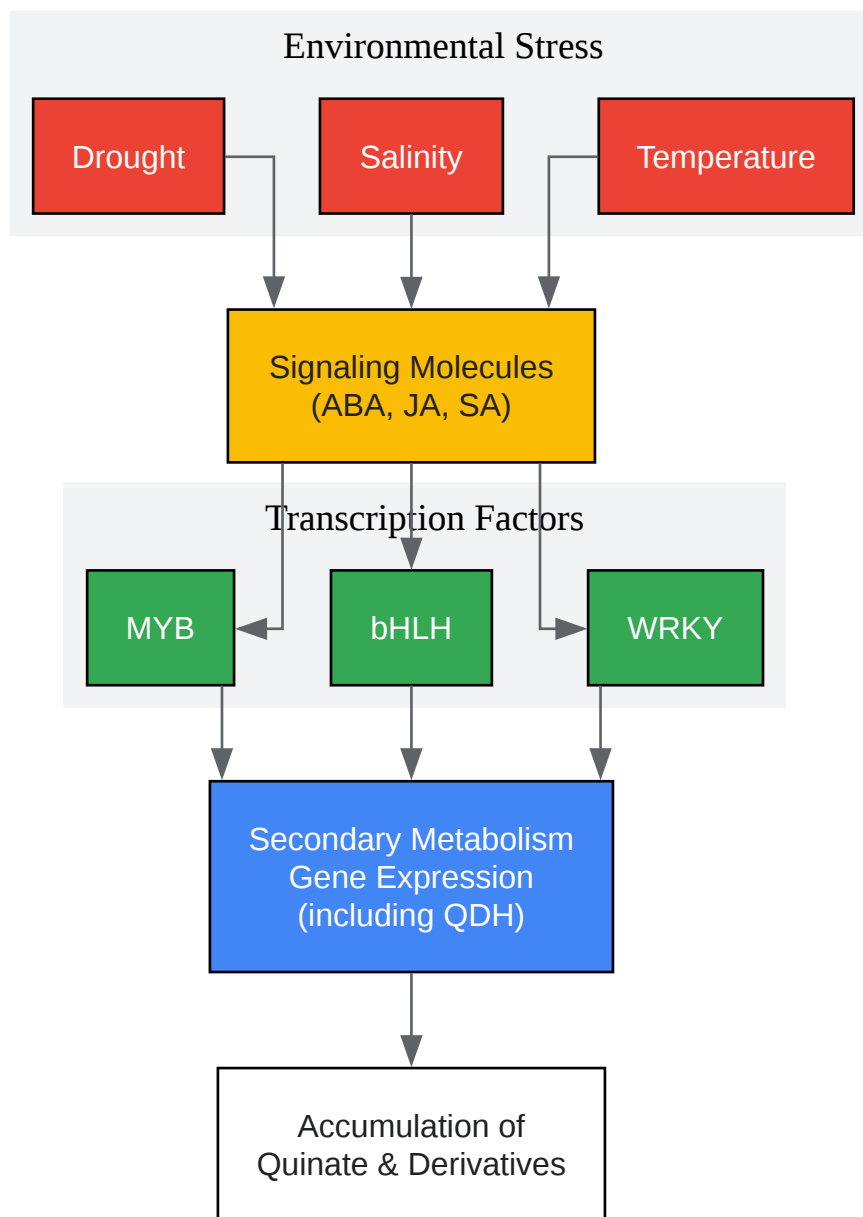 Environmental Stress
Drought
Salinity
Temperature
Signaling Molecules
(ABA, JA, SA)
Transcription Factors
MYB
bHLH
WRKY
Secondary Metabolism
Gene Expression
(including QDH)
Accumulation of
Quinate & Derivatives